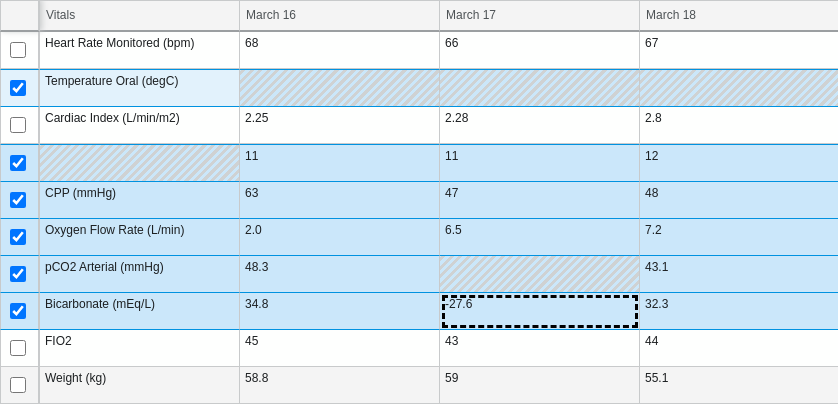 Vitals March 16 March 17 March 18
Heart Rate Monitored (bpm) 68 66 67
Temperature Oral (degC)
Cardiac Index (L/min/m2) 2.25 2.28 2.8
11 11 12
CPP (mmHg) 63 47 48
Oxygen Flow Rate (L/min) 2.0 6.5 7.2
pCO2 Arterial (mmHg) 48.3 43.1
Bicarbonate (mEq/L) 34.8 -27.6 32.3
FIO2 45 43 44
Weight (kg) 58.8 59 55.1